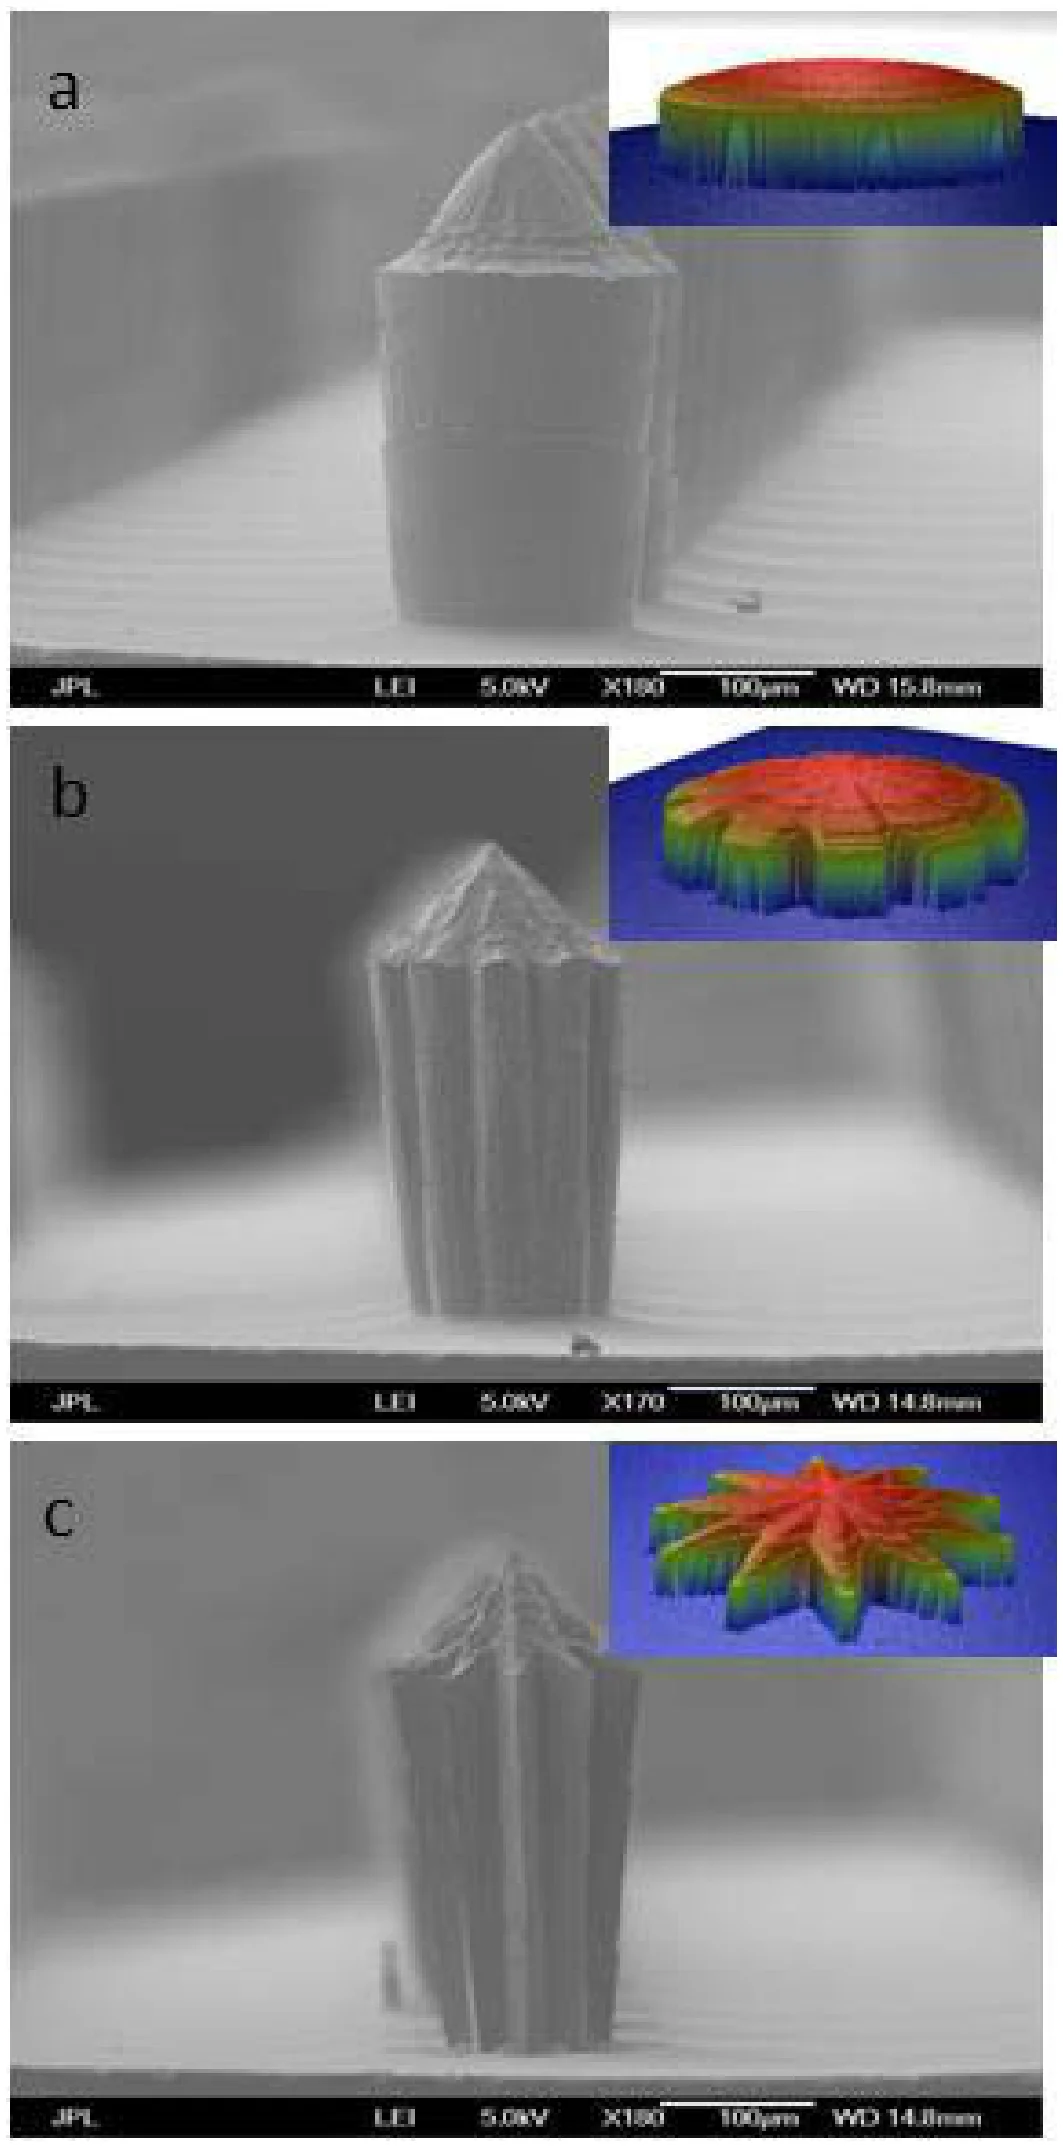 a
JPL LEI 5.0kV X180 100µm WD 15.8mm
b
JPL LEI 5.0kV X170 100µm WD 14.8mm
c
JPL LEI 5.0kV X180 100µm WD 14.8mm